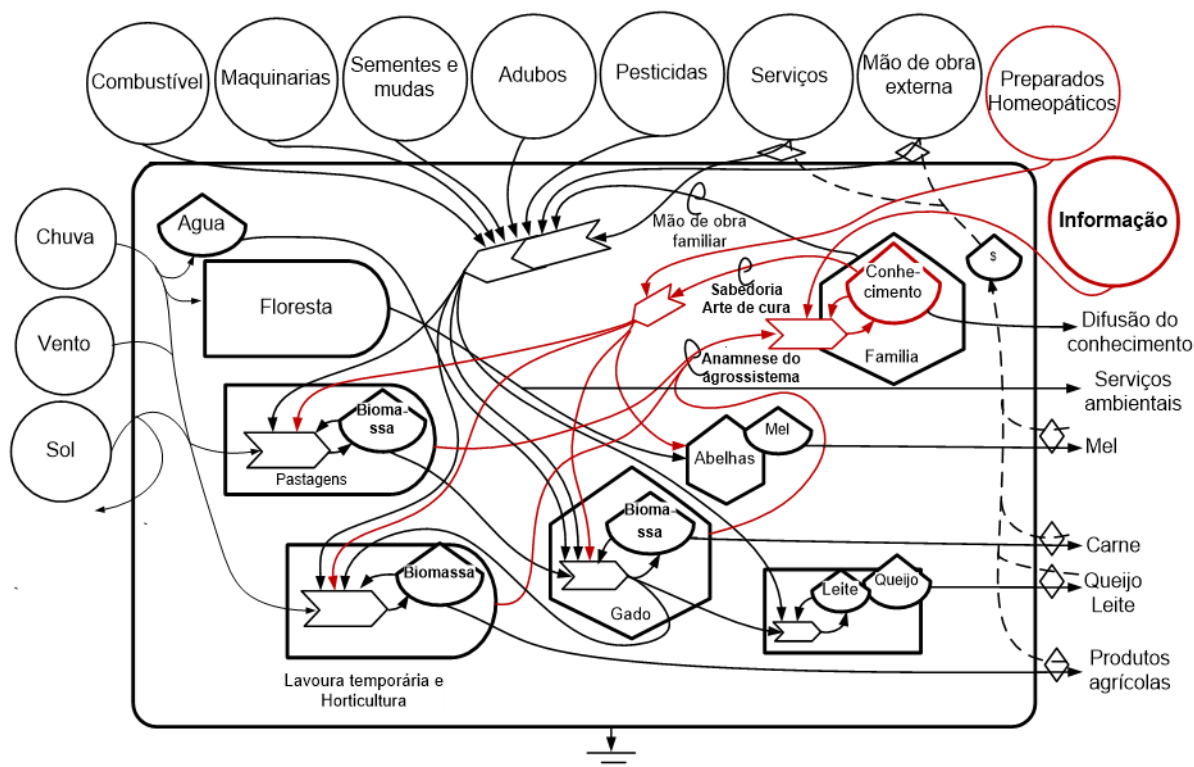 Combustível
Maquinarias
Sementes e
mudas
Adubos
Pesticidas
Serviços
Mão de obra
externa
Preparados
Homeopáticos
Informação
Chuva
Vento
Sol
Água
Floresta
Mão de obra
familiar
Sabedoria
Arte de cura
Anamnese do
agrossistema
Conhe-
cimento
Familia
$
Difusão do
conhecimento
Serviços
ambientais
Mel
Carne
Queijo
Leite
Produtos
agrícolas
Bioma-
ssa
Pastagens
Abelhas
Mel
Bioma-
ssa
Gado
Leite
Queijo
Biomassa
Lavoura temporária e
Horticultura